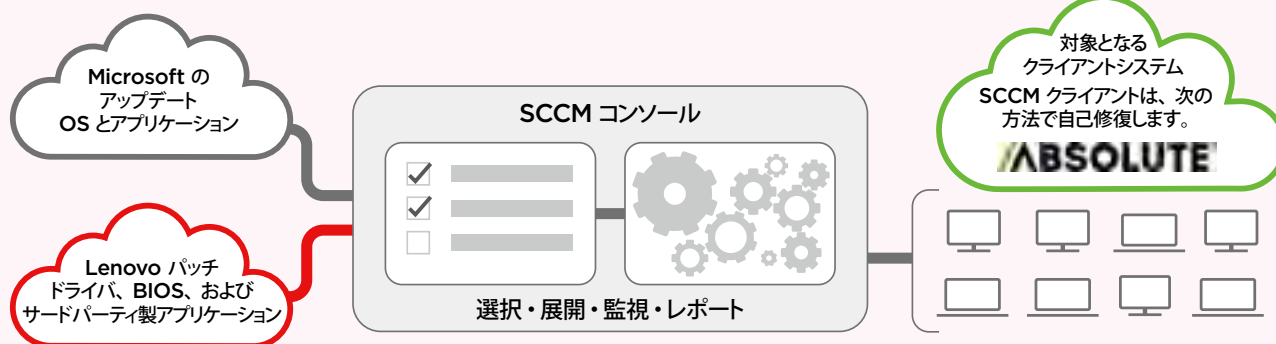 Microsoft の
アップデート
OS とアプリケーション
Lenovo パッチ
ドライバ、BIOS、および
サードパーティ製アプリケーション
SCCM コンソール
選択・展開・監視・レポート
対象となる
クライアントシステム
SCCM クライアントは、次の
方法で自己修復します。
/ABSOLUTE